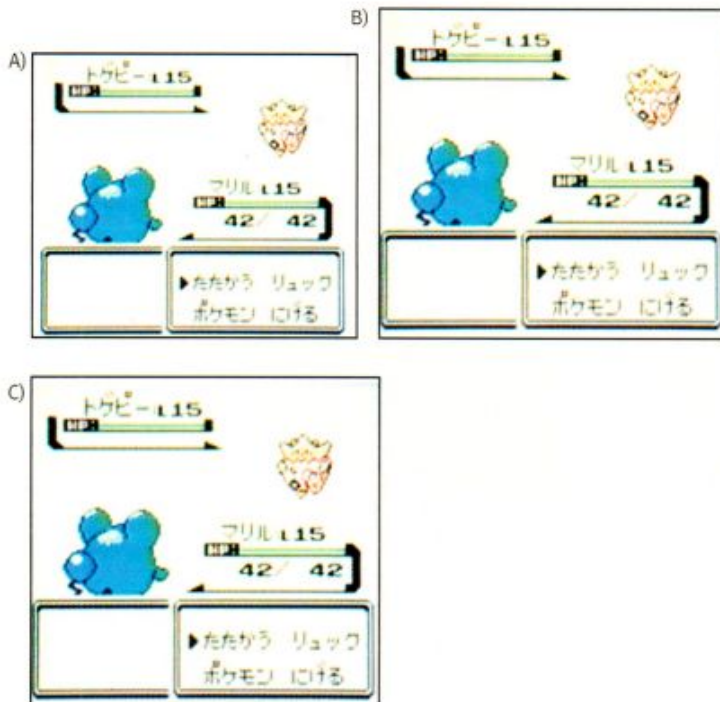 A)
トゲピー :L15
HP:
マリル :L15
HP:
42/ 42
▶たたかう リュック
ポケモン にげる
B)
トゲピー :L15
HP:
マリル :L15
HP:
42/ 42
▶たたかう リュック
ポケモン にげる
C)
トゲピー :L15
HP:
マリル :L15
HP:
42/ 42
▶たたかう リュック
ポケモン にげる